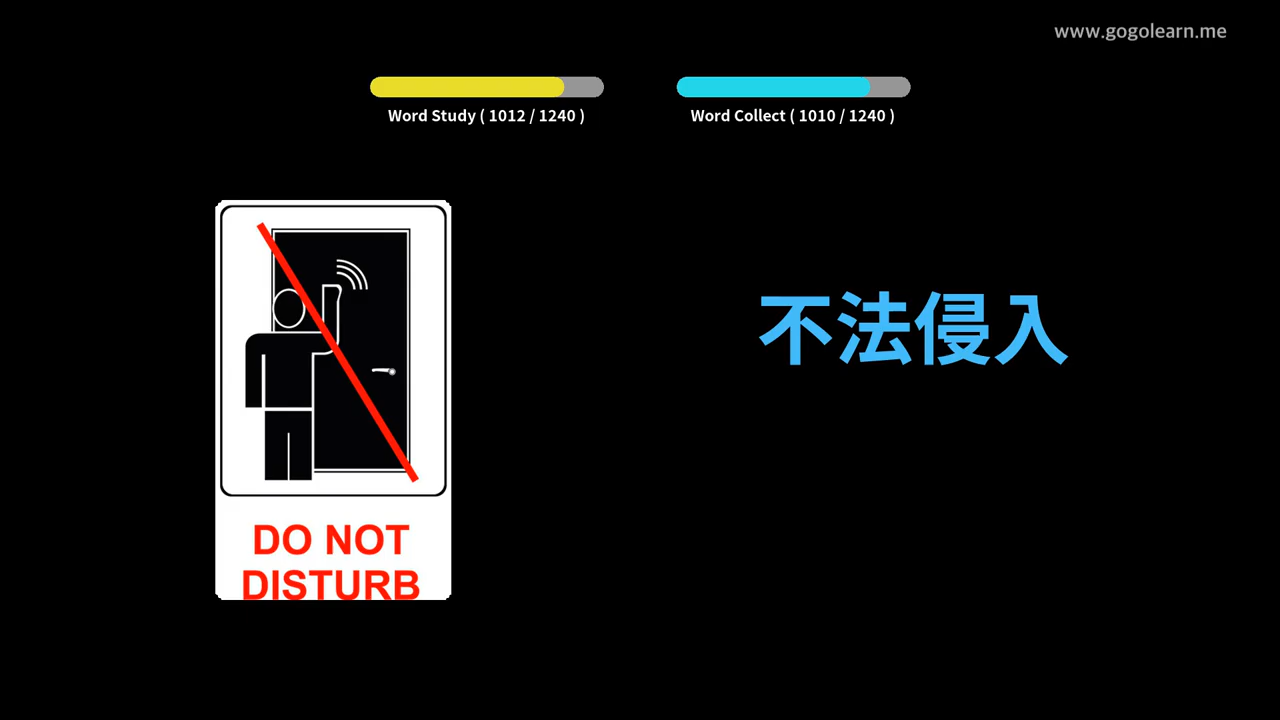 www.gogolearn.me
Word Study ( 1012 / 1240 )
Word Collect ( 1010 / 1240 )
不法侵入
DO NOT
DISTURB